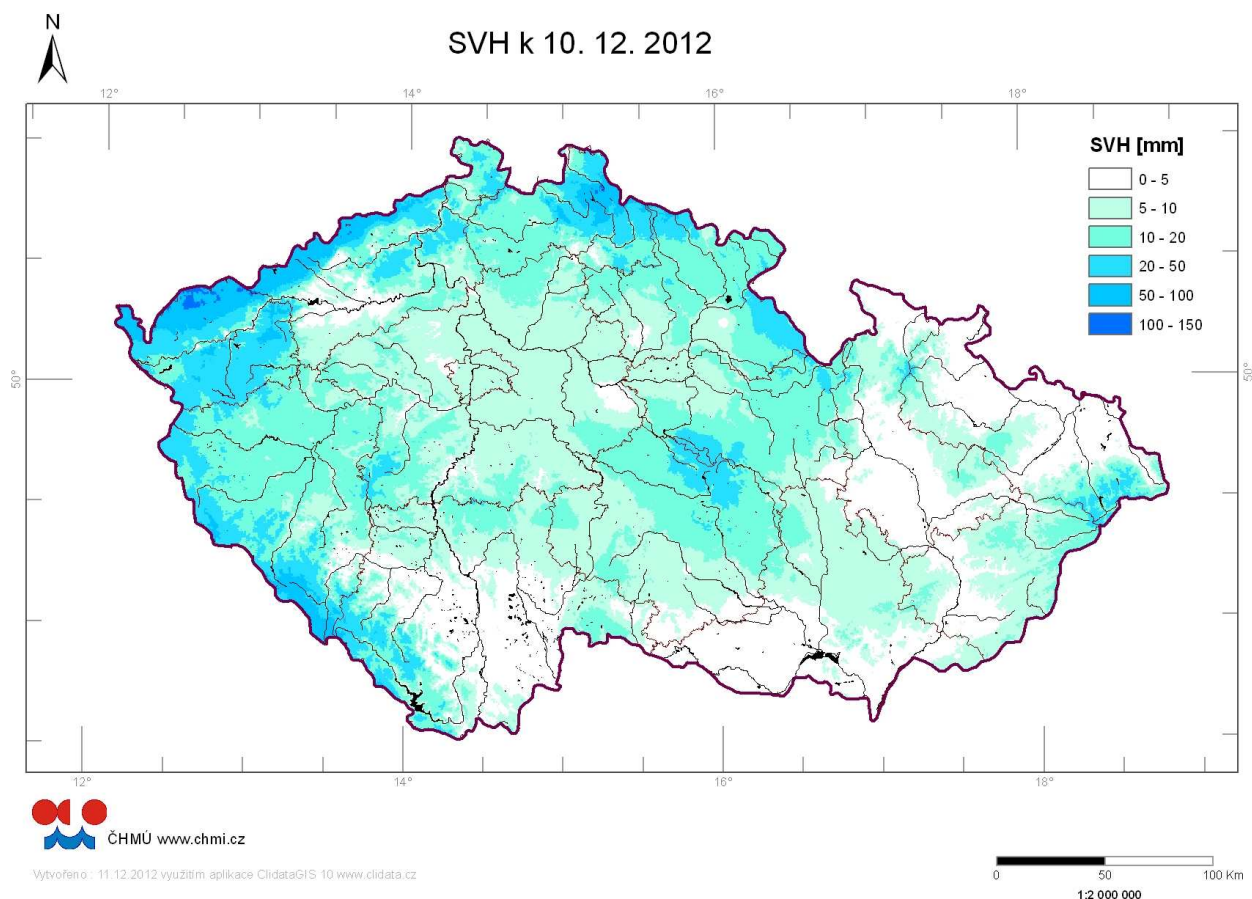 N
SVH k 10. 12. 2012
12° 14° 16° 18°
SVH [mm]
0 - 5
5 - 10
10 - 20
20 - 50
50 - 100
100 - 150
50° 50°
12° 14° 16° 18°
ČHMÚ www.chmi.cz
Vytvořeno : 11.12.2012 využitím aplikace ClidataGIS 10 www.clidata.cz
0 50 100 Km
1:2 000 000